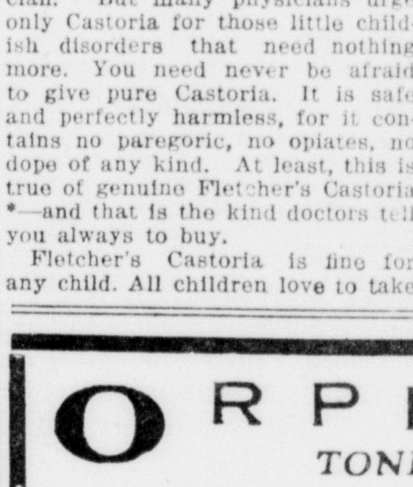 only Castoria for those little child-
ish disorders that need nothing
more. You need never be afraid
to give pure Castoria. It is safe
and perfectly harmless, for it con-
tains no paregoric, no opiates, no
dope of any kind. At least, this is
true of genuine Fletcher's Castoria
*—and that is the kind doctors tell
you always to buy.
Fletcher's Castoria is fine for
any child. All children love to take
ORP
TON